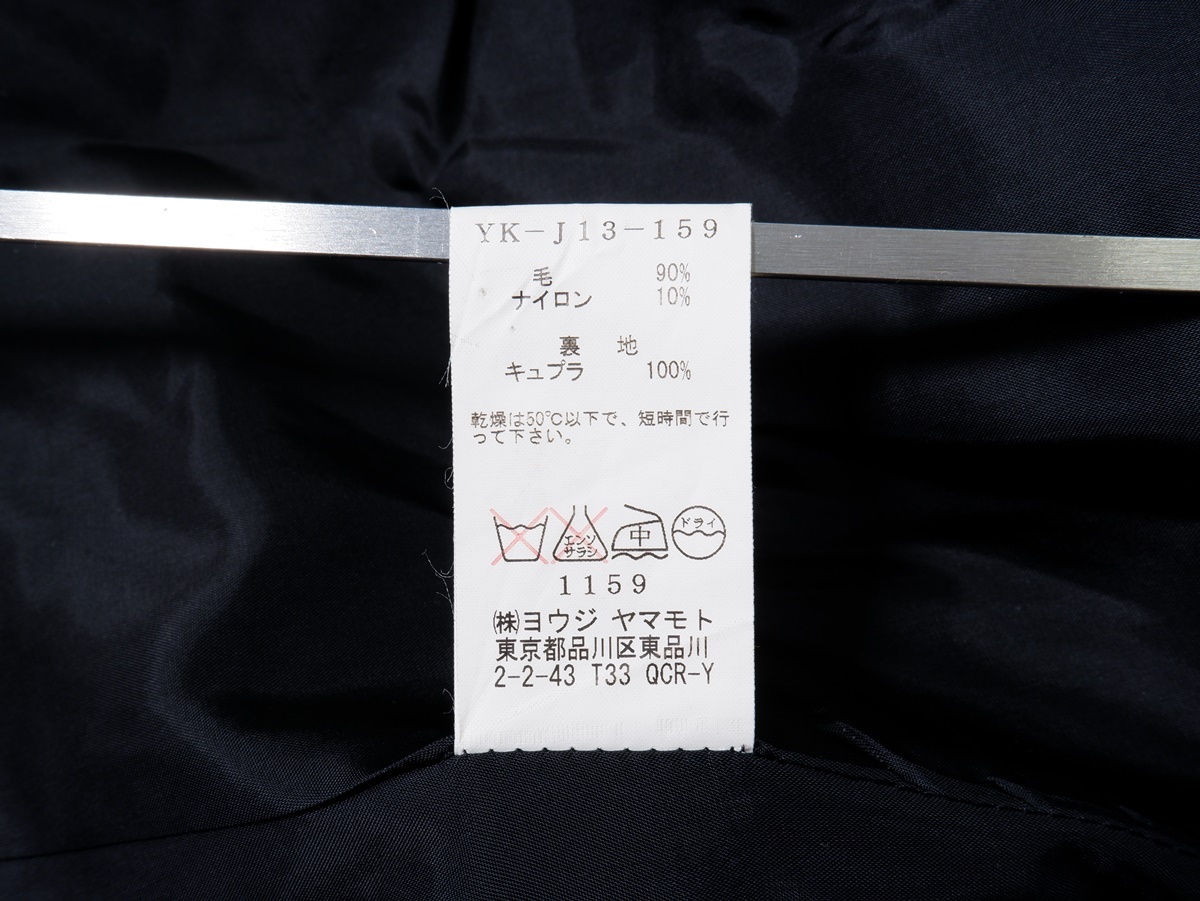 YK-J13-159
毛 90%
ナイロン 10%
裏 地
キュプラ 100%
乾燥は50℃以下で、短時間で行
って下さい。
エンソ
サラシ
中
ドライ
1159
㈱ヨウジ ヤマモト
東京都品川区東品川
2-2-43 T33 QCR-Y